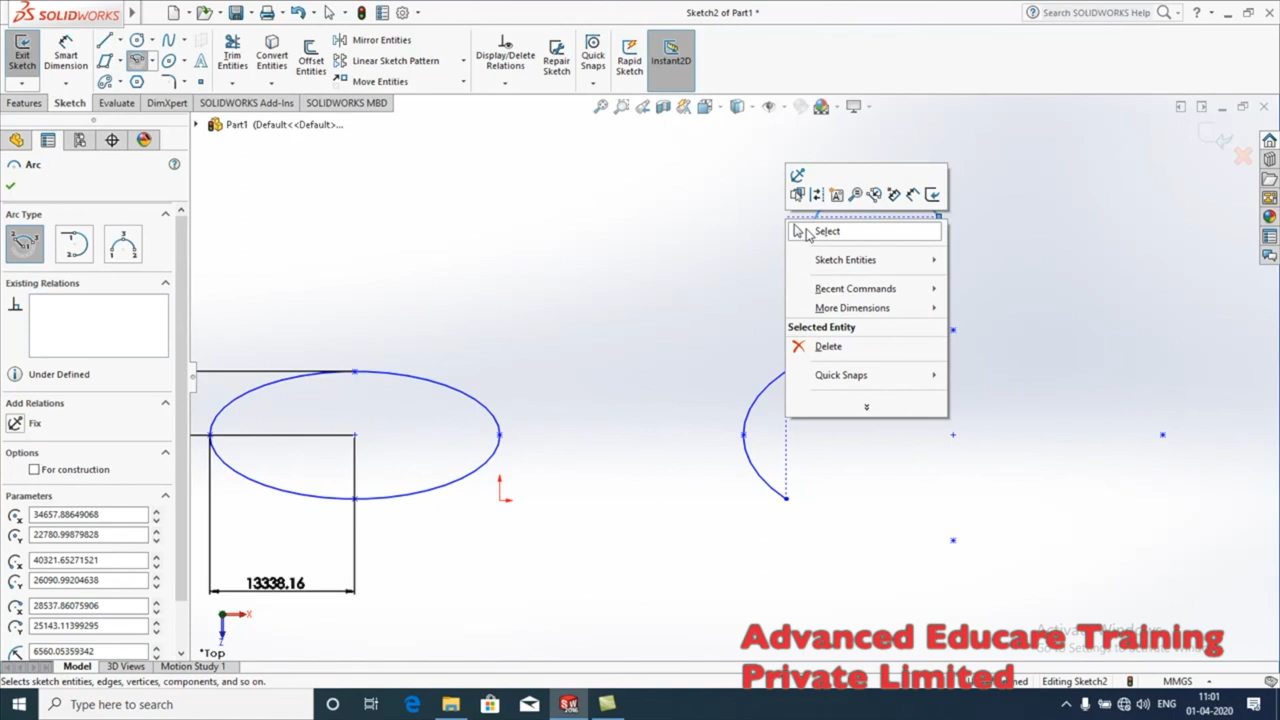 SOLIDWORKS
Sketch2 of Part1 *
Search SOLIDWORKS Help
Exit Sketch
Smart Dimension
Trim Entities
Convert Entities
Offset Entities
Mirror Entities
Linear Sketch Pattern
Move Entities
Display/Delete Relations
Repair Sketch
Quick Snaps
Rapid Sketch
Instant2D
Features
Sketch
Evaluate
DimXpert
SOLIDWORKS Add-Ins
SOLIDWORKS MBD
Part1 (Default<<Default>...
Arc
Arc Type
Existing Relations
Under Defined
Add Relations
Fix
Options
For construction
Parameters
34657.88649068
22780.99879828
40321.65271521
26090.99204638
28537.86075906
25143.11399295
6560.05359342
Select
Sketch Entities
Recent Commands
More Dimensions
Selected Entity
Delete
Quick Snaps
13338.16
X
Z
*Top
Activate Windows
Advanced Educare Training
Private Limited
Model
3D Views
Motion Study 1
Selects sketch entities, edges, vertices, components, and so on.
Editing Sketch2
MMGS
Type here to search
SW
2016
ENG
11:01
01-04-2020